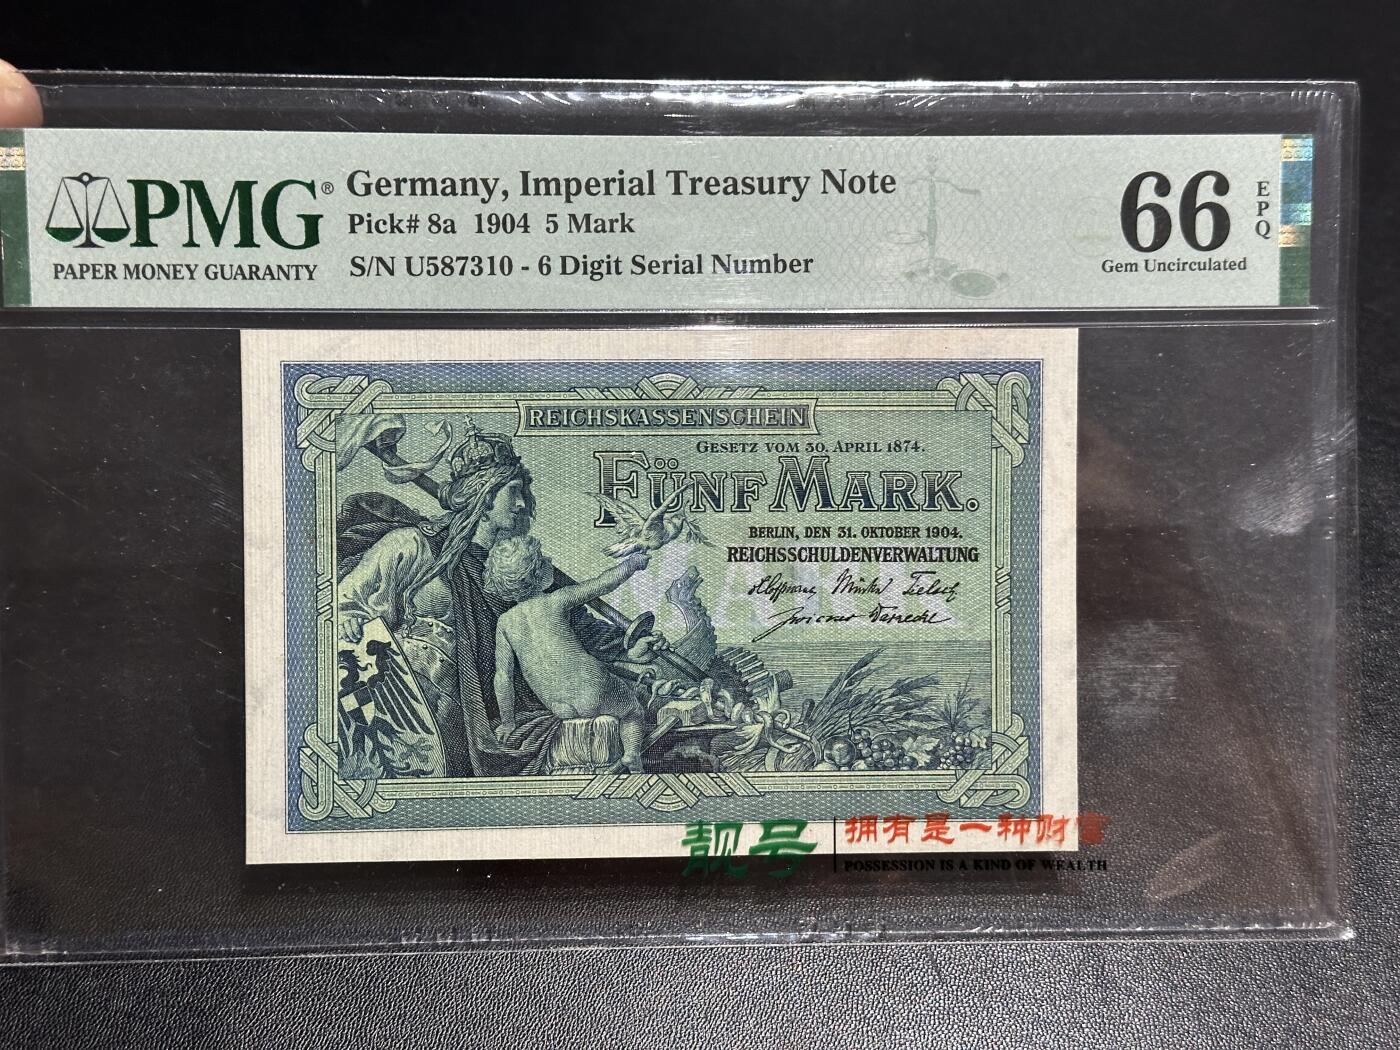 PMG®
PAPER MONEY GUARANTY
Germany, Imperial Treasury Note
Pick# 8a 1904 5 Mark
S/N U587310 - 6 Digit Serial Number
66
EPQ
Gem Uncirculated
REICHSKASSENSCHEIN
GESETZ VOM 30. APRIL 1874.
FÜNF MARK.
BERLIN, DEN 31. OKTOBER 1904.
REICHSSCHULDENVERWALTUNG
靓号
拥有是一种财富
POSSESSION IS A KIND OF WEALTH